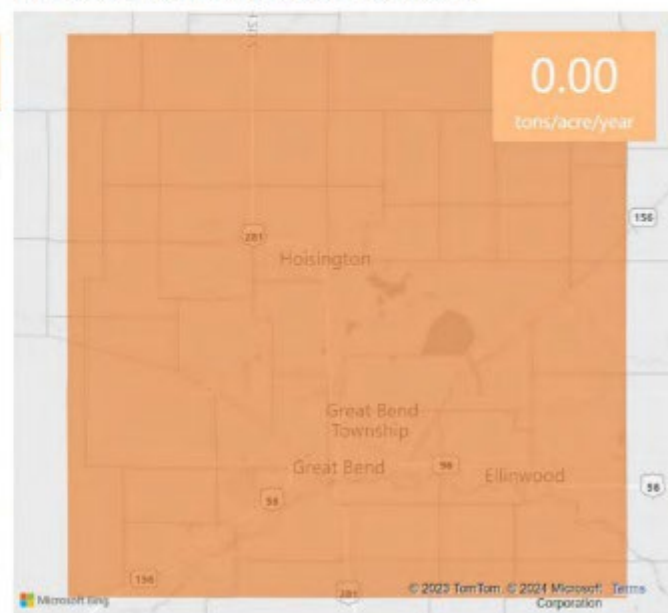 0.00
tons/acre/year
156
281
Hoisington
Great Bend
Township
Great Bend
56
Ellinwood
56
56
156
281
© 2023 TomTom, © 2024 Microsoft Corporation Terms
Microsoft Bing